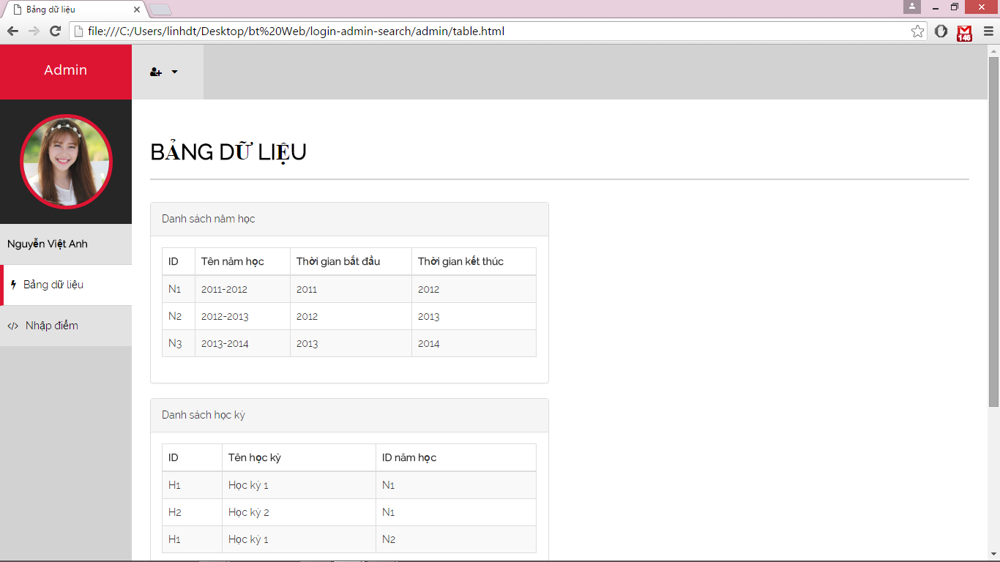 Bảng dữ liệu
file:///C:/Users/linhdt/Desktop/bt%20Web/login-admin-search/admin/table.html
146
Admin
BẢNG DỮ LIỆU
Nguyễn Việt Anh
Bảng dữ liệu
Nhập điểm
Danh sách năm học
ID Tên năm học Thời gian bắt đầu Thời gian kết thúc
N1 2011-2012 2011 2012
N2 2012-2013 2012 2013
N3 2013-2014 2013 2014
Danh sách học kỳ
ID Tên học kỳ ID năm học
H1 Học kỳ 1 N1
H2 Học kỳ 2 N1
H1 Học kỳ 1 N2